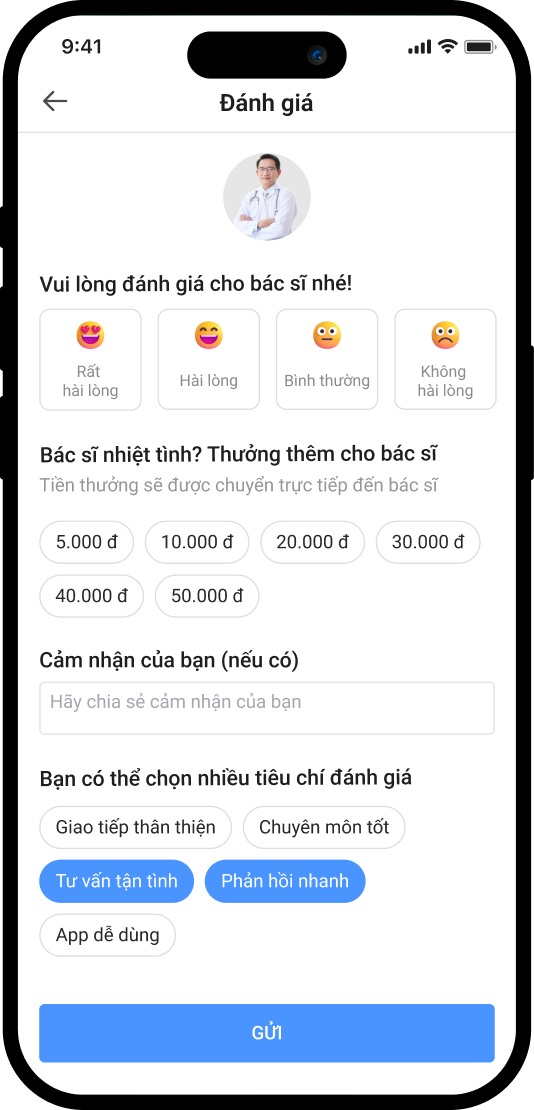 9:41
Đánh giá
Vui lòng đánh giá cho bác sĩ nhé!
Rất
hài lòng
Hài lòng
Bình thường
Không
hài lòng
Bác sĩ nhiệt tình? Thưởng thêm cho bác sĩ
Tiền thưởng sẽ được chuyển trực tiếp đến bác sĩ
5.000 đ
10.000 đ
20.000 đ
30.000 đ
40.000 đ
50.000 đ
Cảm nhận của bạn (nếu có)
Hãy chia sẻ cảm nhận của bạn
Bạn có thể chọn nhiều tiêu chí đánh giá
Giao tiếp thân thiện
Chuyên môn tốt
Tư vấn tận tình
Phản hồi nhanh
App dễ dùng
GỬI